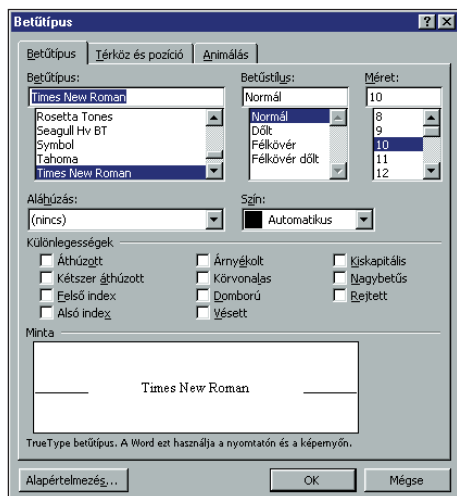 Betűtípus
Betűtípus Térköz és pozíció Animálás
Betűtípus: Betűstílus: Méret:
Times New Roman Normál 10
Rosetta Tones Normál 8
Seagull Hv BT Dőlt 9
Symbol Félkövér 10
Tahoma Félkövér dőlt 11
Times New Roman 12
Aláhúzás: Szín:
(nincs) Automatikus
Különlegességek
Áthúzott Árnyékolt Kiskapitális
Kétszer áthúzott Körvonalas Nagybetűs
Felső index Domború Rejtett
Alsó index Vésett
Minta
Times New Roman
TrueType betűtípus. A Word ezt használja a nyomtatón és a képernyőn.
Alapértelmezés... OK Mégse